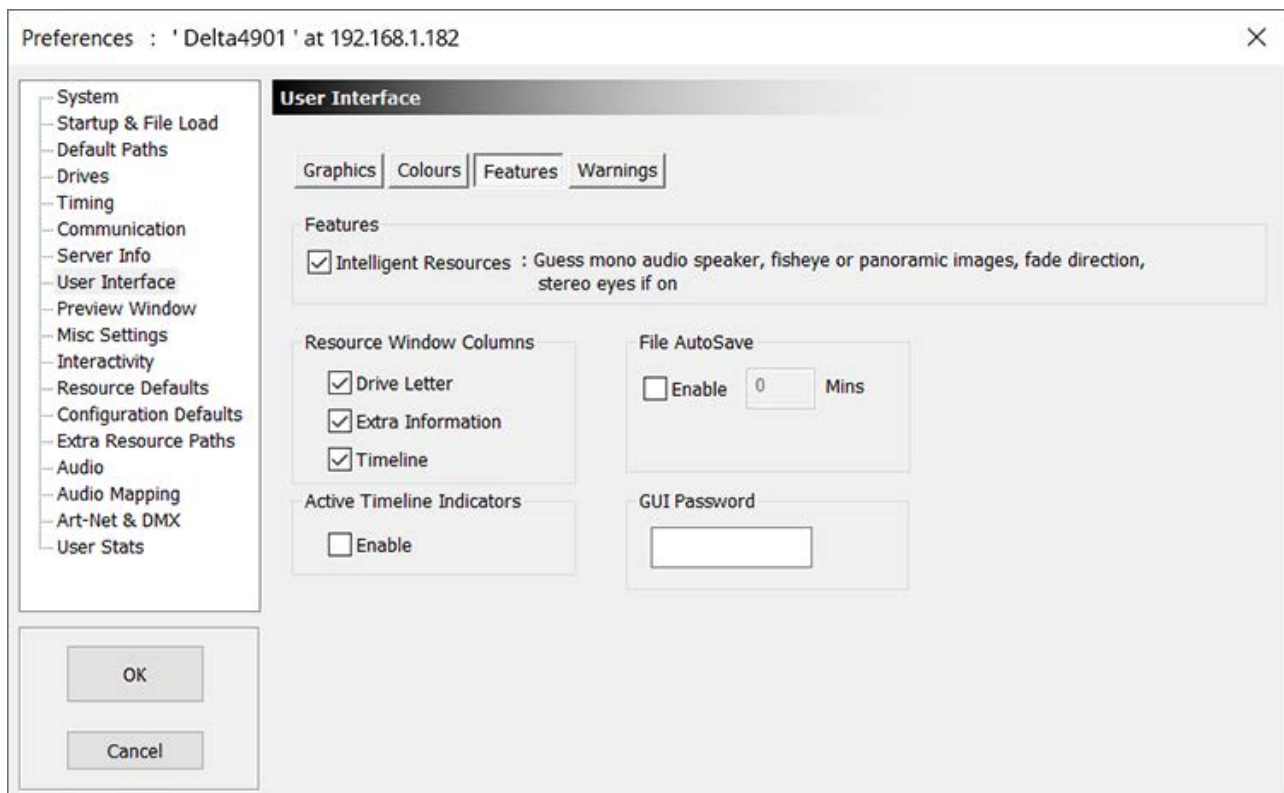 Preferences : ' Delta4901 ' at 192.168.1.182
System
Startup & File Load
Default Paths
Drives
Timing
Communication
Server Info
User Interface
Preview Window
Misc Settings
Interactivity
Resource Defaults
Configuration Defaults
Extra Resource Paths
Audio
Audio Mapping
Art-Net & DMX
User Stats
OK
Cancel
User Interface
Graphics Colours Features Warnings
Features
Intelligent Resources : Guess mono audio speaker, fisheye or panoramic images, fade direction,
stereo eyes if on
Resource Window Columns
Drive Letter
Extra Information
Timeline
File AutoSave
Enable 0 Mins
Active Timeline Indicators
Enable
GUI Password